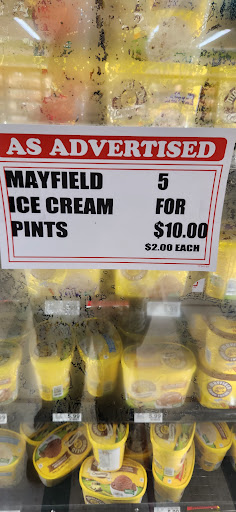 AS ADVERTISED
MAYFIELD 5
ICE CREAM FOR
PINTS $10.00
$2.00 EACH